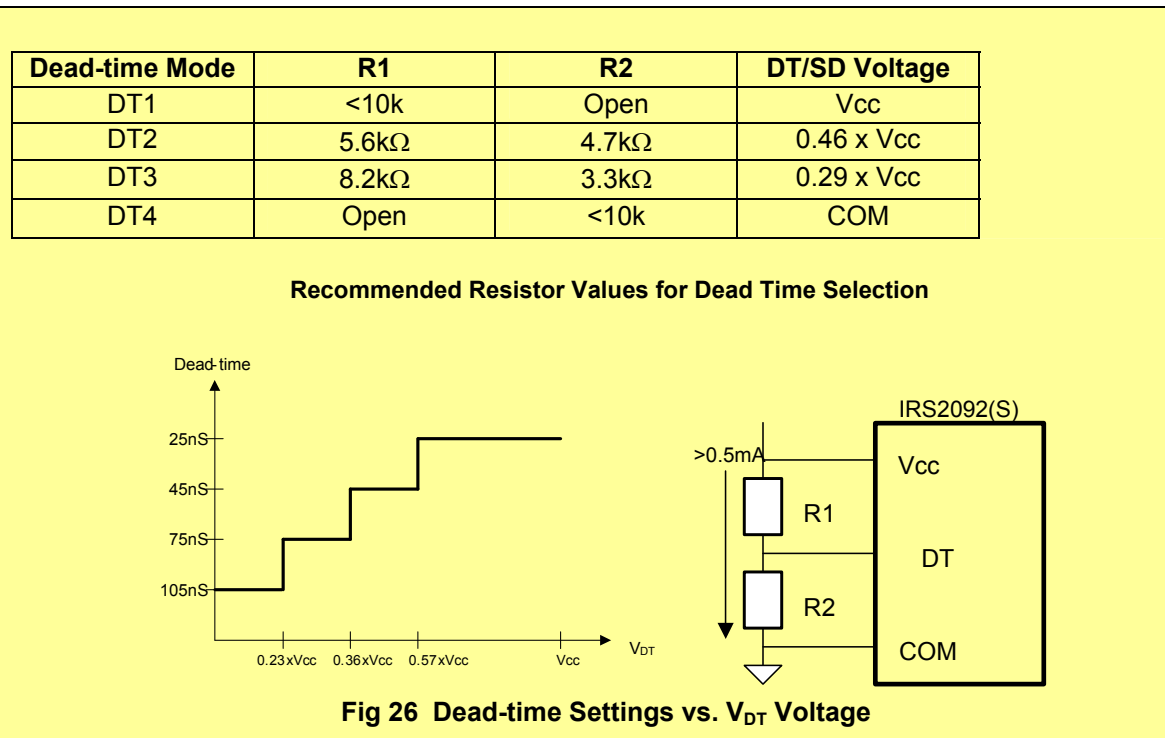 Dead-time Mode R1 R2 DT/SD Voltage
DT1 <10k Open Vcc
DT2 5.6kΩ 4.7kΩ 0.46 x Vcc
DT3 8.2kΩ 3.3kΩ 0.29 x Vcc
DT4 Open <10k COM
Recommended Resistor Values for Dead Time Selection
Dead-time
25nS
45nS
75nS
105nS
0.23xVcc 0.36xVcc 0.57xVcc Vcc
VDT
IRS2092(S)
>0.5mA
Vcc
R1
DT
R2
COM
Fig 26 Dead-time Settings vs. VDT Voltage